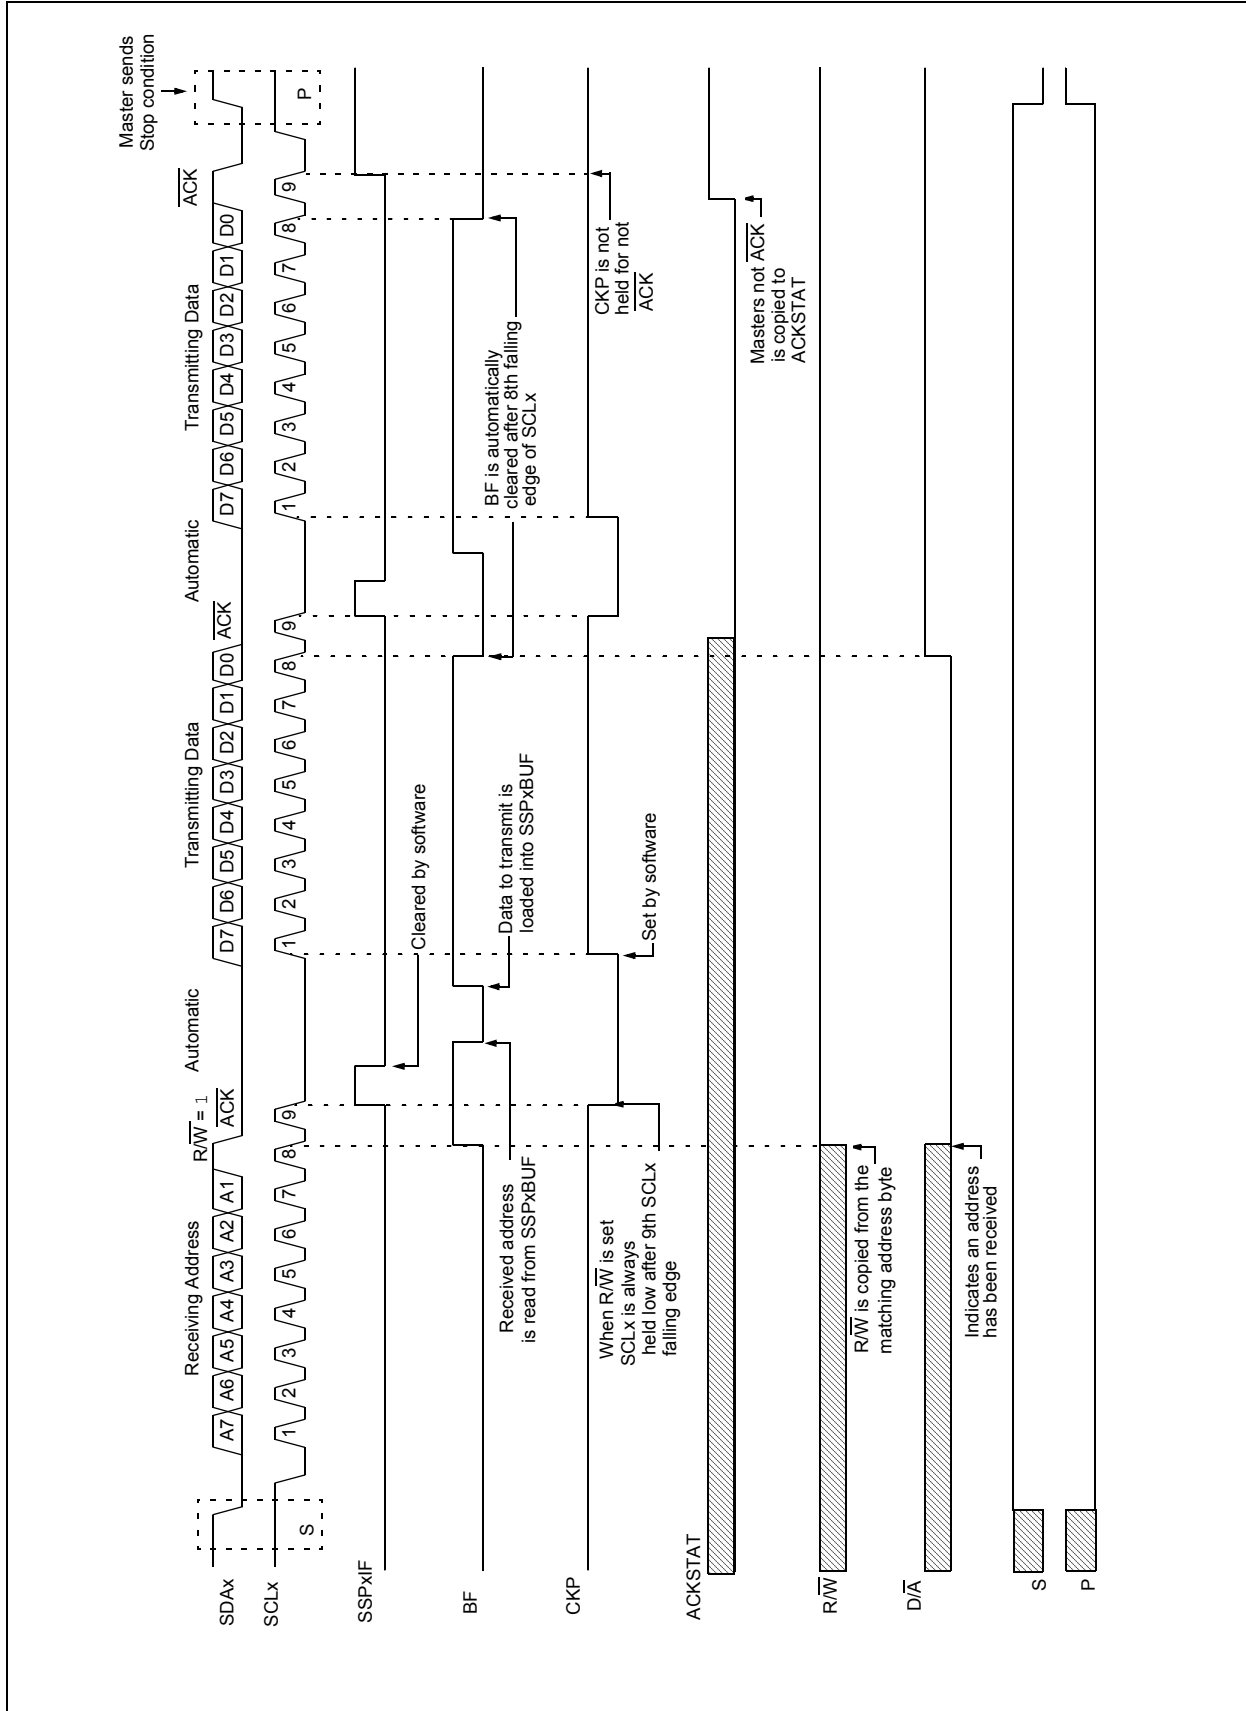 Master sends
Stop condition
Receiving Address
R/W = 1
ACK
Automatic
Transmitting Data
ACK
Automatic
Transmitting Data
ACK
SDAx
A7 A6 A5 A4 A3 A2 A1
D7 D6 D5 D4 D3 D2 D1 D0
D7 D6 D5 D4 D3 D2 D1 D0
SCLx
S
1 2 3 4 5 6 7 8 9
1 2 3 4 5 6 7 8 9
1 2 3 4 5 6 7 8 9
P
SSPxIF
Cleared by software
BF
Received address
is read from SSPxBUF
Data to transmit is
loaded into SSPxBUF
BF is automatically
cleared after 8th falling
edge of SCLx
CKP
When R/W is set
SCLx is always
held low after 9th SCLx
falling edge
Set by software
CKP is not
held for not
ACK
ACKSTAT
Masters not ACK
is copied to
ACKSTAT
R/W
R/W is copied from the
matching address byte
D/A
Indicates an address
has been received
S
P